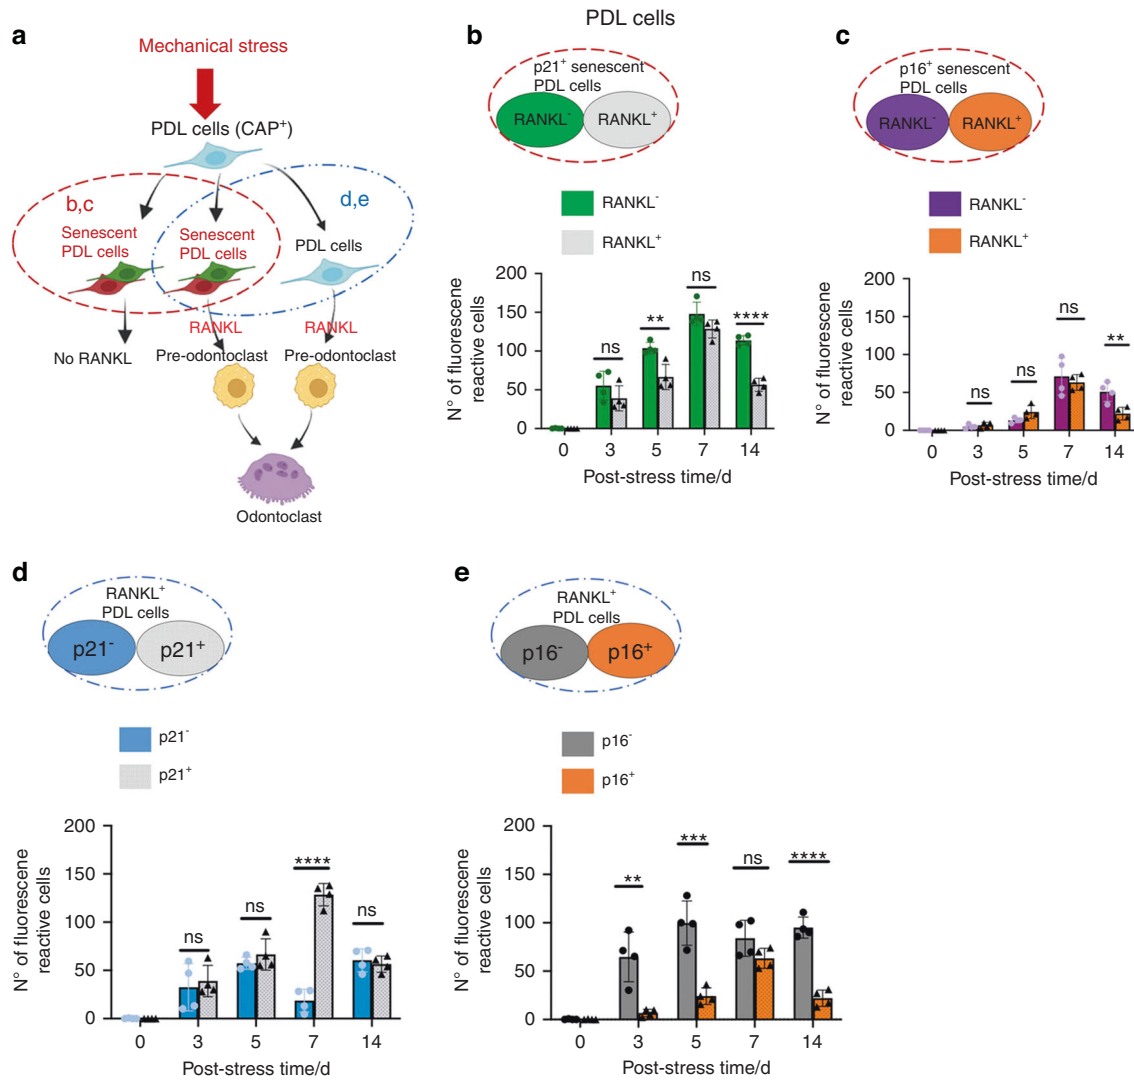 PDL cells
a
Mechanical stress
PDL cells (CAP⁺)
b,c
d,e
Senescent
PDL cells
Senescent
PDL cells
PDL cells
RANKL
RANKL
No RANKL
Pre-odontoclast
Pre-odontoclast
Odontoclast
b
p21⁺ senescent
PDL cells
RANKL⁻
RANKL⁺
RANKL⁻
RANKL⁺
N° of fluorescene
reactive cells
200
150
100
50
0
ns
**
ns
****
0 3 5 7 14
Post-stress time/d
c
p16⁺ senescent
PDL cells
RANKL⁻
RANKL⁺
RANKL⁻
RANKL⁺
N° of fluorescene
reactive cells
200
150
100
50
0
ns
ns
ns
**
0 3 5 7 14
Post-stress time/d
d
RANKL⁺
PDL cells
p21⁻
p21⁺
p21⁻
p21⁺
N° of fluorescene
reactive cells
200
150
100
50
0
ns
ns
****
ns
0 3 5 7 14
Post-stress time/d
e
RANKL⁺
PDL cells
p16⁻
p16⁺
p16⁻
p16⁺
N° of fluorescene
reactive cells
200
150
100
50
0
**
***
ns
****
0 3 5 7 14
Post-stress time/d